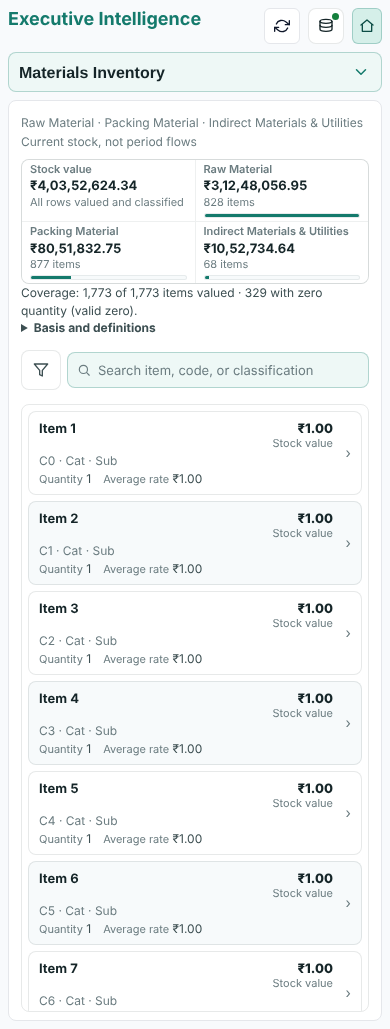 Executive Intelligence
Materials Inventory
Raw Material · Packing Material · Indirect Materials & Utilities
Current stock, not period flows
Stock value
₹4,03,52,624.34
All rows valued and classified
Raw Material
₹3,12,48,056.95
828 items
Packing Material
₹80,51,832.75
877 items
Indirect Materials & Utilities
₹10,52,734.64
68 items
Coverage: 1,773 of 1,773 items valued · 329 with zero
quantity (valid zero).
Basis and definitions
Search item, code, or classification
Item 1
₹1.00
Stock value
C0 · Cat · Sub
Quantity 1 Average rate ₹1.00
Item 2
₹1.00
Stock value
C1 · Cat · Sub
Quantity 1 Average rate ₹1.00
Item 3
₹1.00
Stock value
C2 · Cat · Sub
Quantity 1 Average rate ₹1.00
Item 4
₹1.00
Stock value
C3 · Cat · Sub
Quantity 1 Average rate ₹1.00
Item 5
₹1.00
Stock value
C4 · Cat · Sub
Quantity 1 Average rate ₹1.00
Item 6
₹1.00
Stock value
C5 · Cat · Sub
Quantity 1 Average rate ₹1.00
Item 7
₹1.00
Stock value
C6 · Cat · Sub